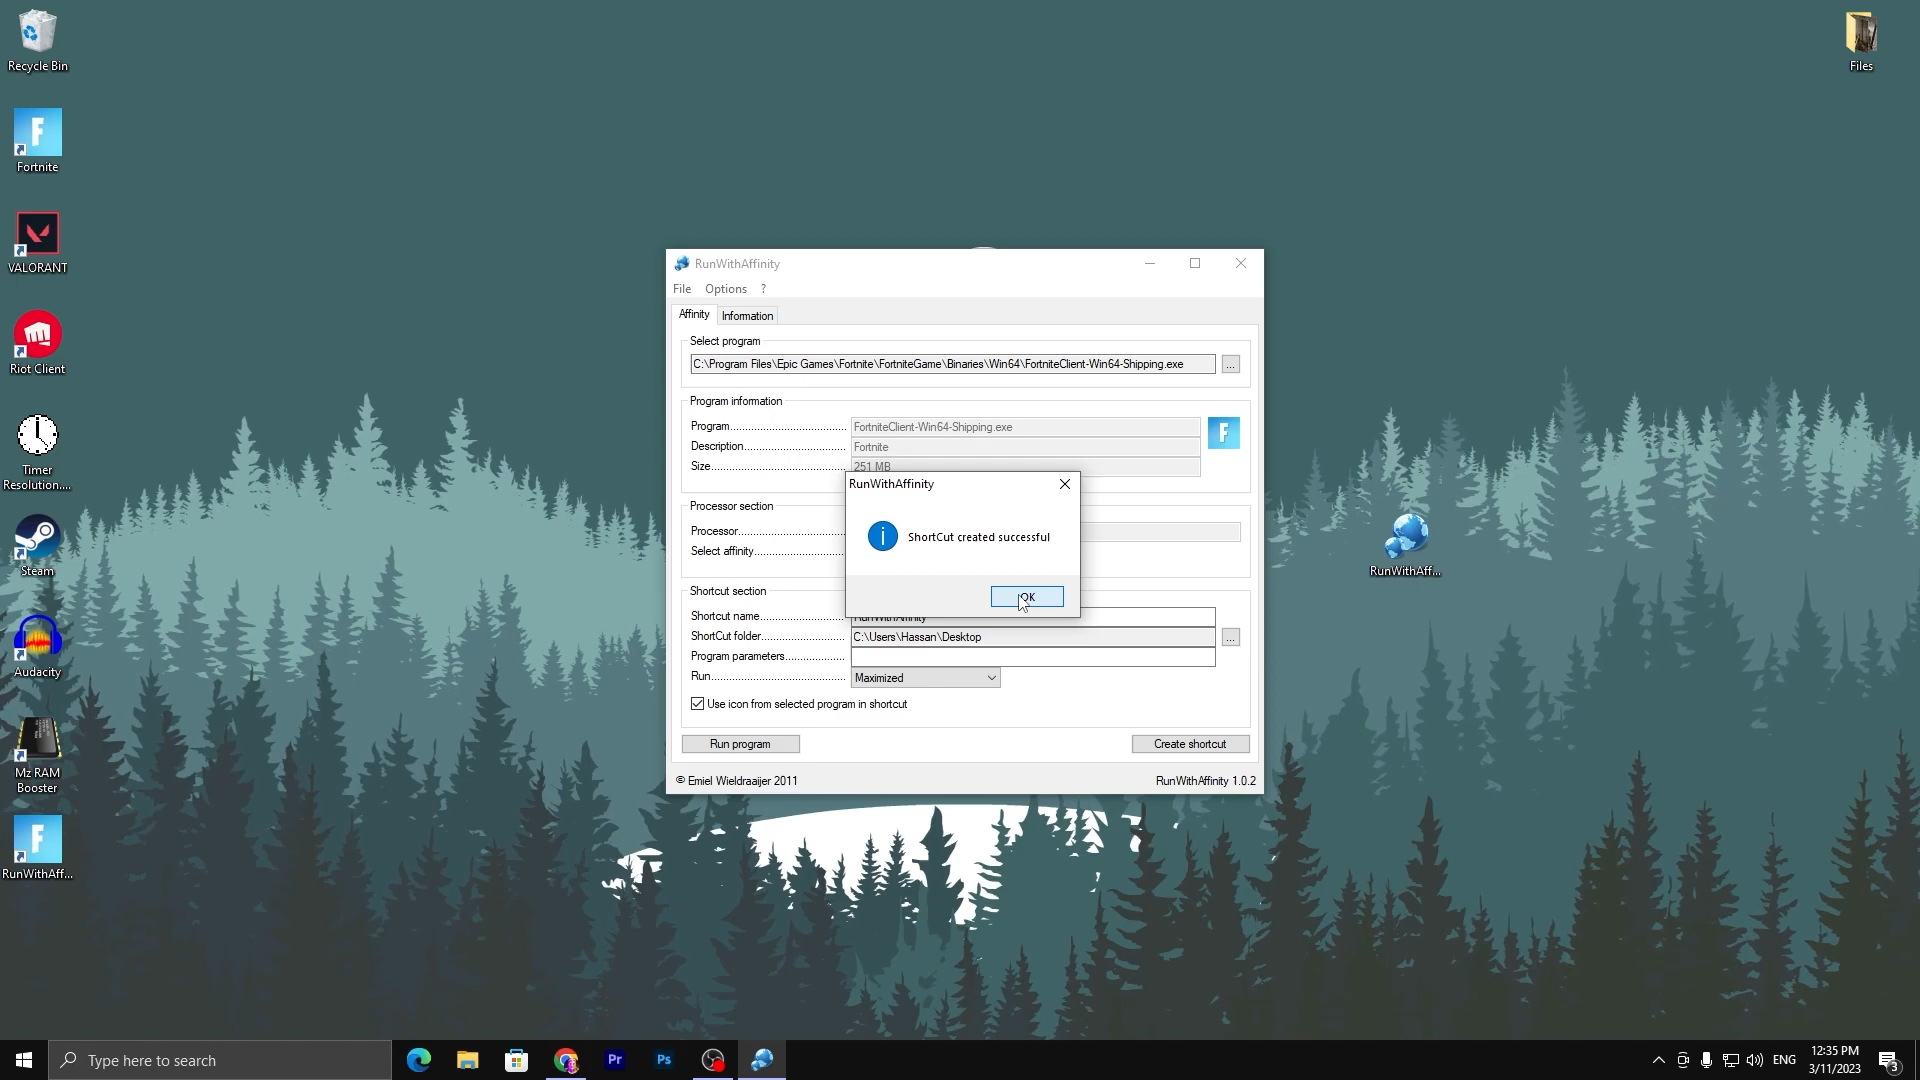 Recycle Bin
Fortnite
VALORANT
Riot Client
Timer
Resolution....
Steam
Audacity
Mz RAM
Booster
RunWithAff...
Files
RunWithAff...
RunWithAffinity
File Options ?
Affinity Information
Select program
C:\Program Files\Epic Games\Fortnite\FortniteGame\Binaries\Win64\FortniteClient-Win64-Shipping.exe ...
Program information
Program....................................... FortniteClient-Win64-Shipping.exe
Description.................................. Fortnite
Size............................................. 251 MB
Processor section
Processor....................................
Select affinity..............................
RunWithAffinity
ShortCut created successful
OK
Shortcut section
Shortcut name............................ RunWithAffinity
ShortCut folder............................ C:\Users\Hassan\Desktop ...
Program parameters....................
Run.............................................. Maximized
Use icon from selected program in shortcut
Run program Create shortcut
© Emiel Wieldraaijer 2011 RunWithAffinity 1.0.2
Type here to search
Pr
Ps
ENG
12:35 PM
3/11/2023
3